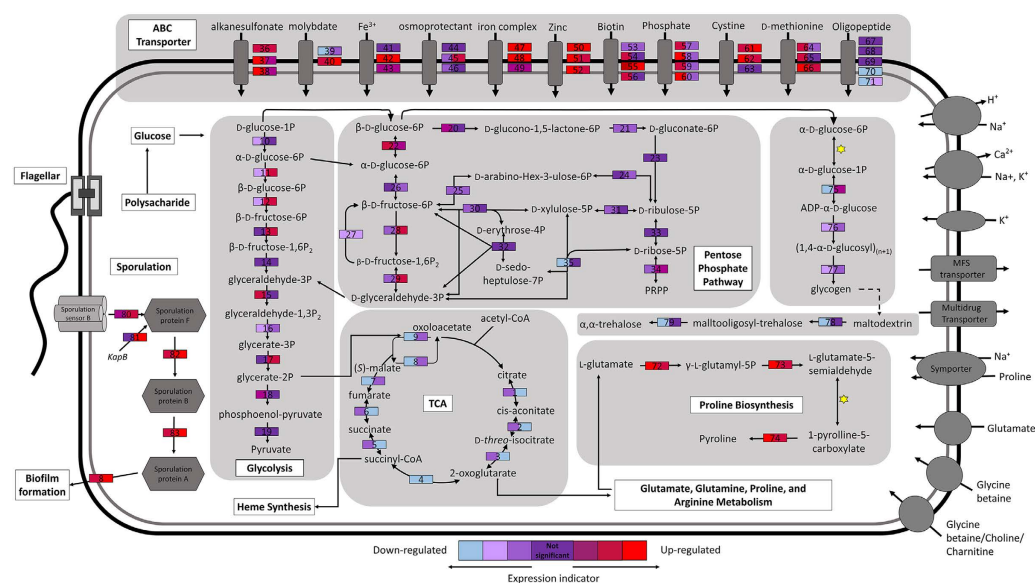 ABC
Transporter
alkanesulfonate
molybdate
Fe³⁺
osmoprotectant
iron complex
Zinc
Biotin
Phosphate
Cystine
D-methionine
Oligopeptide
36
37
38
39
40
41
42
43
44
45
46
47
48
49
50
51
52
53
54
55
56
57
58
59
60
61
62
63
64
65
66
67
68
69
70
71
Glucose
Polysacharide
Flagellar
D-glucose-1P
10
α-D-glucose-6P
11
β-D-glucose-6P
12
β-D-fructose-6P
13
β-D-fructose-1,6P₂
14
glyceraldehyde-3P
15
glyceraldehyde-1,3P₂
16
glycerate-3P
17
glycerate-2P
18
phosphoenol-pyruvate
19
Pyruvate
Glycolysis
β-D-glucose-6P
20
D-glucono-1,5-lactone-6P
21
D-gluconate-6P
22
23
α-D-glucose-6P
D-arabino-Hex-3-ulose-6P
24
25
26
β-D-fructose-6P
30
D-xylulose-5P
31
D-ribulose-5P
27
28
D-erythrose-4P
32
33
β-D-fructose-1,6P₂
D-sedo-
heptulose-7P
35
D-ribose-5P
29
34
D-glyceraldehyde-3P
PRPP
Pentose
Phosphate
Pathway
α-D-glucose-6P
α-D-glucose-1P
75
ADP-α-D-glucose
76
(1,4-α-D-glucosyl)₍ₙ₊₁₎
77
glycogen
α,α-trehalose
79
malltooligosyl-trehalose
78
maltodextrin
Sporulation
Sporulation
sensor B
80
Sporulation
protein F
81
KapB
82
Sporulation
protein B
83
Sporulation
protein A
Biofilm
formation
oxoloacetate
acetyl-CoA
9
8
(S)-malate
7
fumarate
6
succinate
5
succinyl-CoA
4
2-oxoglutarate
3
D-threo-isocitrate
2
cis-aconitate
1
citrate
TCA
Heme Synthesis
Glutamate, Glutamine, Proline, and
Arginine Metabolism
L-glutamate
72
γ-L-glutamyl-5P
73
L-glutamate-5-
semialdehyde
Proline Biosynthesis
Pyroline
74
1-pyrolline-5-
carboxylate
H⁺
Na⁺
Ca²⁺
Na+, K⁺
K⁺
MFS
transporter
Multidrug
Transporter
Na⁺
Symporter
Proline
Glutamate
Glycine
betaine
Glycine
betaine/Choline/
Charnitine
Down-regulated
Not
significant
Up-regulated
Expression indicator